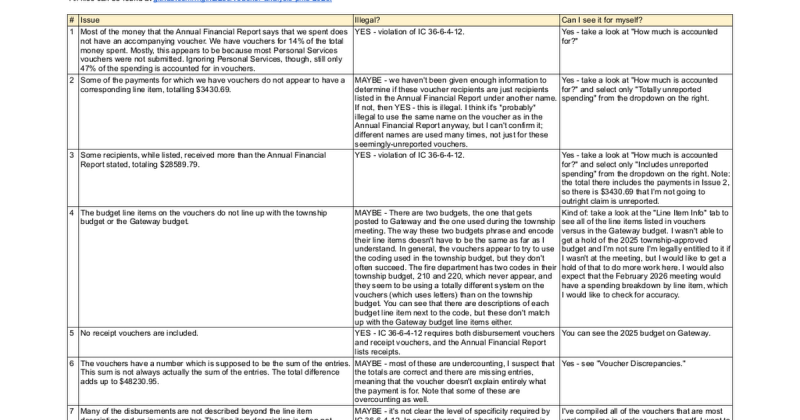 # Issue Illegal? Can I see it for myself?
1
Most of the money that the Annual Financial Report says that we spent does
not have an accompanying voucher. We have vouchers for 14% of the total
money spent. Mostly, this appears to be because most Personal Services
vouchers were not submitted. Ignoring Personal Services, though, still only
47% of the spending is accounted for in vouchers.
YES - violation of IC 36-6-4-12.
Yes - take a look at "How much is accounted
for?"
2
Some of the payments for which we have vouchers do not appear to have a
corresponding line item, totalling $3430.69.
MAYBE - we haven't been given enough information to
determine if these voucher recipients are just recipients
listed in the Annual Financial Report under another name.
If not, then YES - this is illegal. I think it's *probably*
illegal to use the same name on the voucher as in the
Annual Financial Report anyway, but I can't confirm it;
different names are used many times, not just for these
seemingly-unreported vouchers.
Yes - take a look at "How much is accounted
for?" and select only "Totally unreported
spending" from the dropdown on the right.
3
Some recipients, while listed, received more than the Annual Financial
Report stated, totaling $28589.79.
YES - violation of IC 36-6-4-12.
Yes - take a look at "How much is accounted
for?" and select only "Includes unreported
spending" from the dropdown on the right. Note:
the total there includes the payments in Issue 2,
so there is $3430.69 that I'm not going to
outright claim is unreported.
4
The budget line items on the vouchers do not line up with the township
budget or the Gateway budget.
MAYBE - There are two budgets, the one that gets
posted to Gateway and the one used during the township
meeting. The way these two budgets phrase and encode
their line items doesn't have to be the same as far as I
understand. In general, the vouchers appear to try to use
the coding used in the township budget, but they don't
often succeed. The fire department has two codes in their
township budget, 210 and 220, which never appear, and
they seem to be using a totally different system on the
vouchers (which uses letters) than on the township
budget. You can see that there are descriptions of each
budget line item next to the code, but these don't match
up with the Gateway budget line items either.
Kind of: take a look at the "Line Item Info" tab to
see all of the line items listed in vouchers
versus in the Gateway budget. I wasn't able to
get a hold of the 2025 township-approved
budget and I'm not sure I'm legally entitled to it if
I wasn't at the meeting, but I would like to get a
hold of that to do more work here. I would also
expect that the February 2026 meeting would
have a spending breakdown by line item, which
I would like to check for accuracy.
5
No receipt vouchers are included.
YES - IC 36-6-4-12 requires both disbursement vouchers
and receipt vouchers, and the Annual Financial Report
lists receipts.
You can see the 2025 budget on Gateway.
6
The vouchers have a number which is supposed to be the sum of the entries.
This sum is not always actually the sum of the entries. The total difference
adds up to $48230.95.
MAYBE - most of these are undercounting, I suspect that
the totals are correct and there are missing entries,
meaning that the voucher doesn't explain entirely what
the payment is for. Note that some of these are
overcounting as well.
Yes - see "Voucher Discrepancies."
7
Many of the disbursements are not described beyond the line item
MAYBE - it's not clear the level of specificity required by
I've compiled all of the vouchers that are most